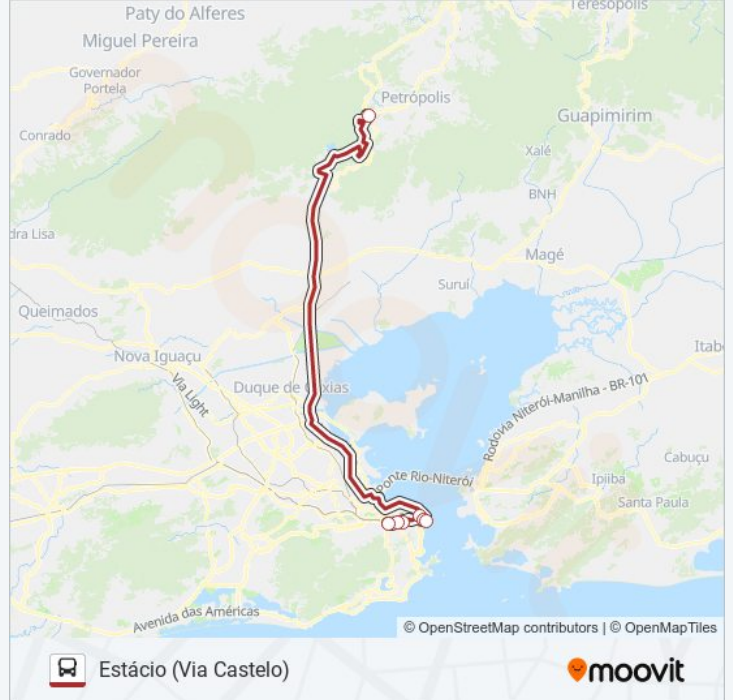 Teresópolis
Paty do Alferes
Miguel Pereira
Governador
Portela
Petrópolis
Guapimirim
Conrado
Xalé
BNH
dra Lisa
Magé
Suruí
Queimados
Nova Iguaçu
Itab
Duque de Caxias
Via Light
Rodovia Niterói-Manilha - BR-101
Cabuçu
Ponte Rio-Niterói
Ipiiba
Santa Paula
Avenida das Américas
© OpenStreetMap contributors | © OpenMapTiles
Estácio (Via Castelo)
moovit